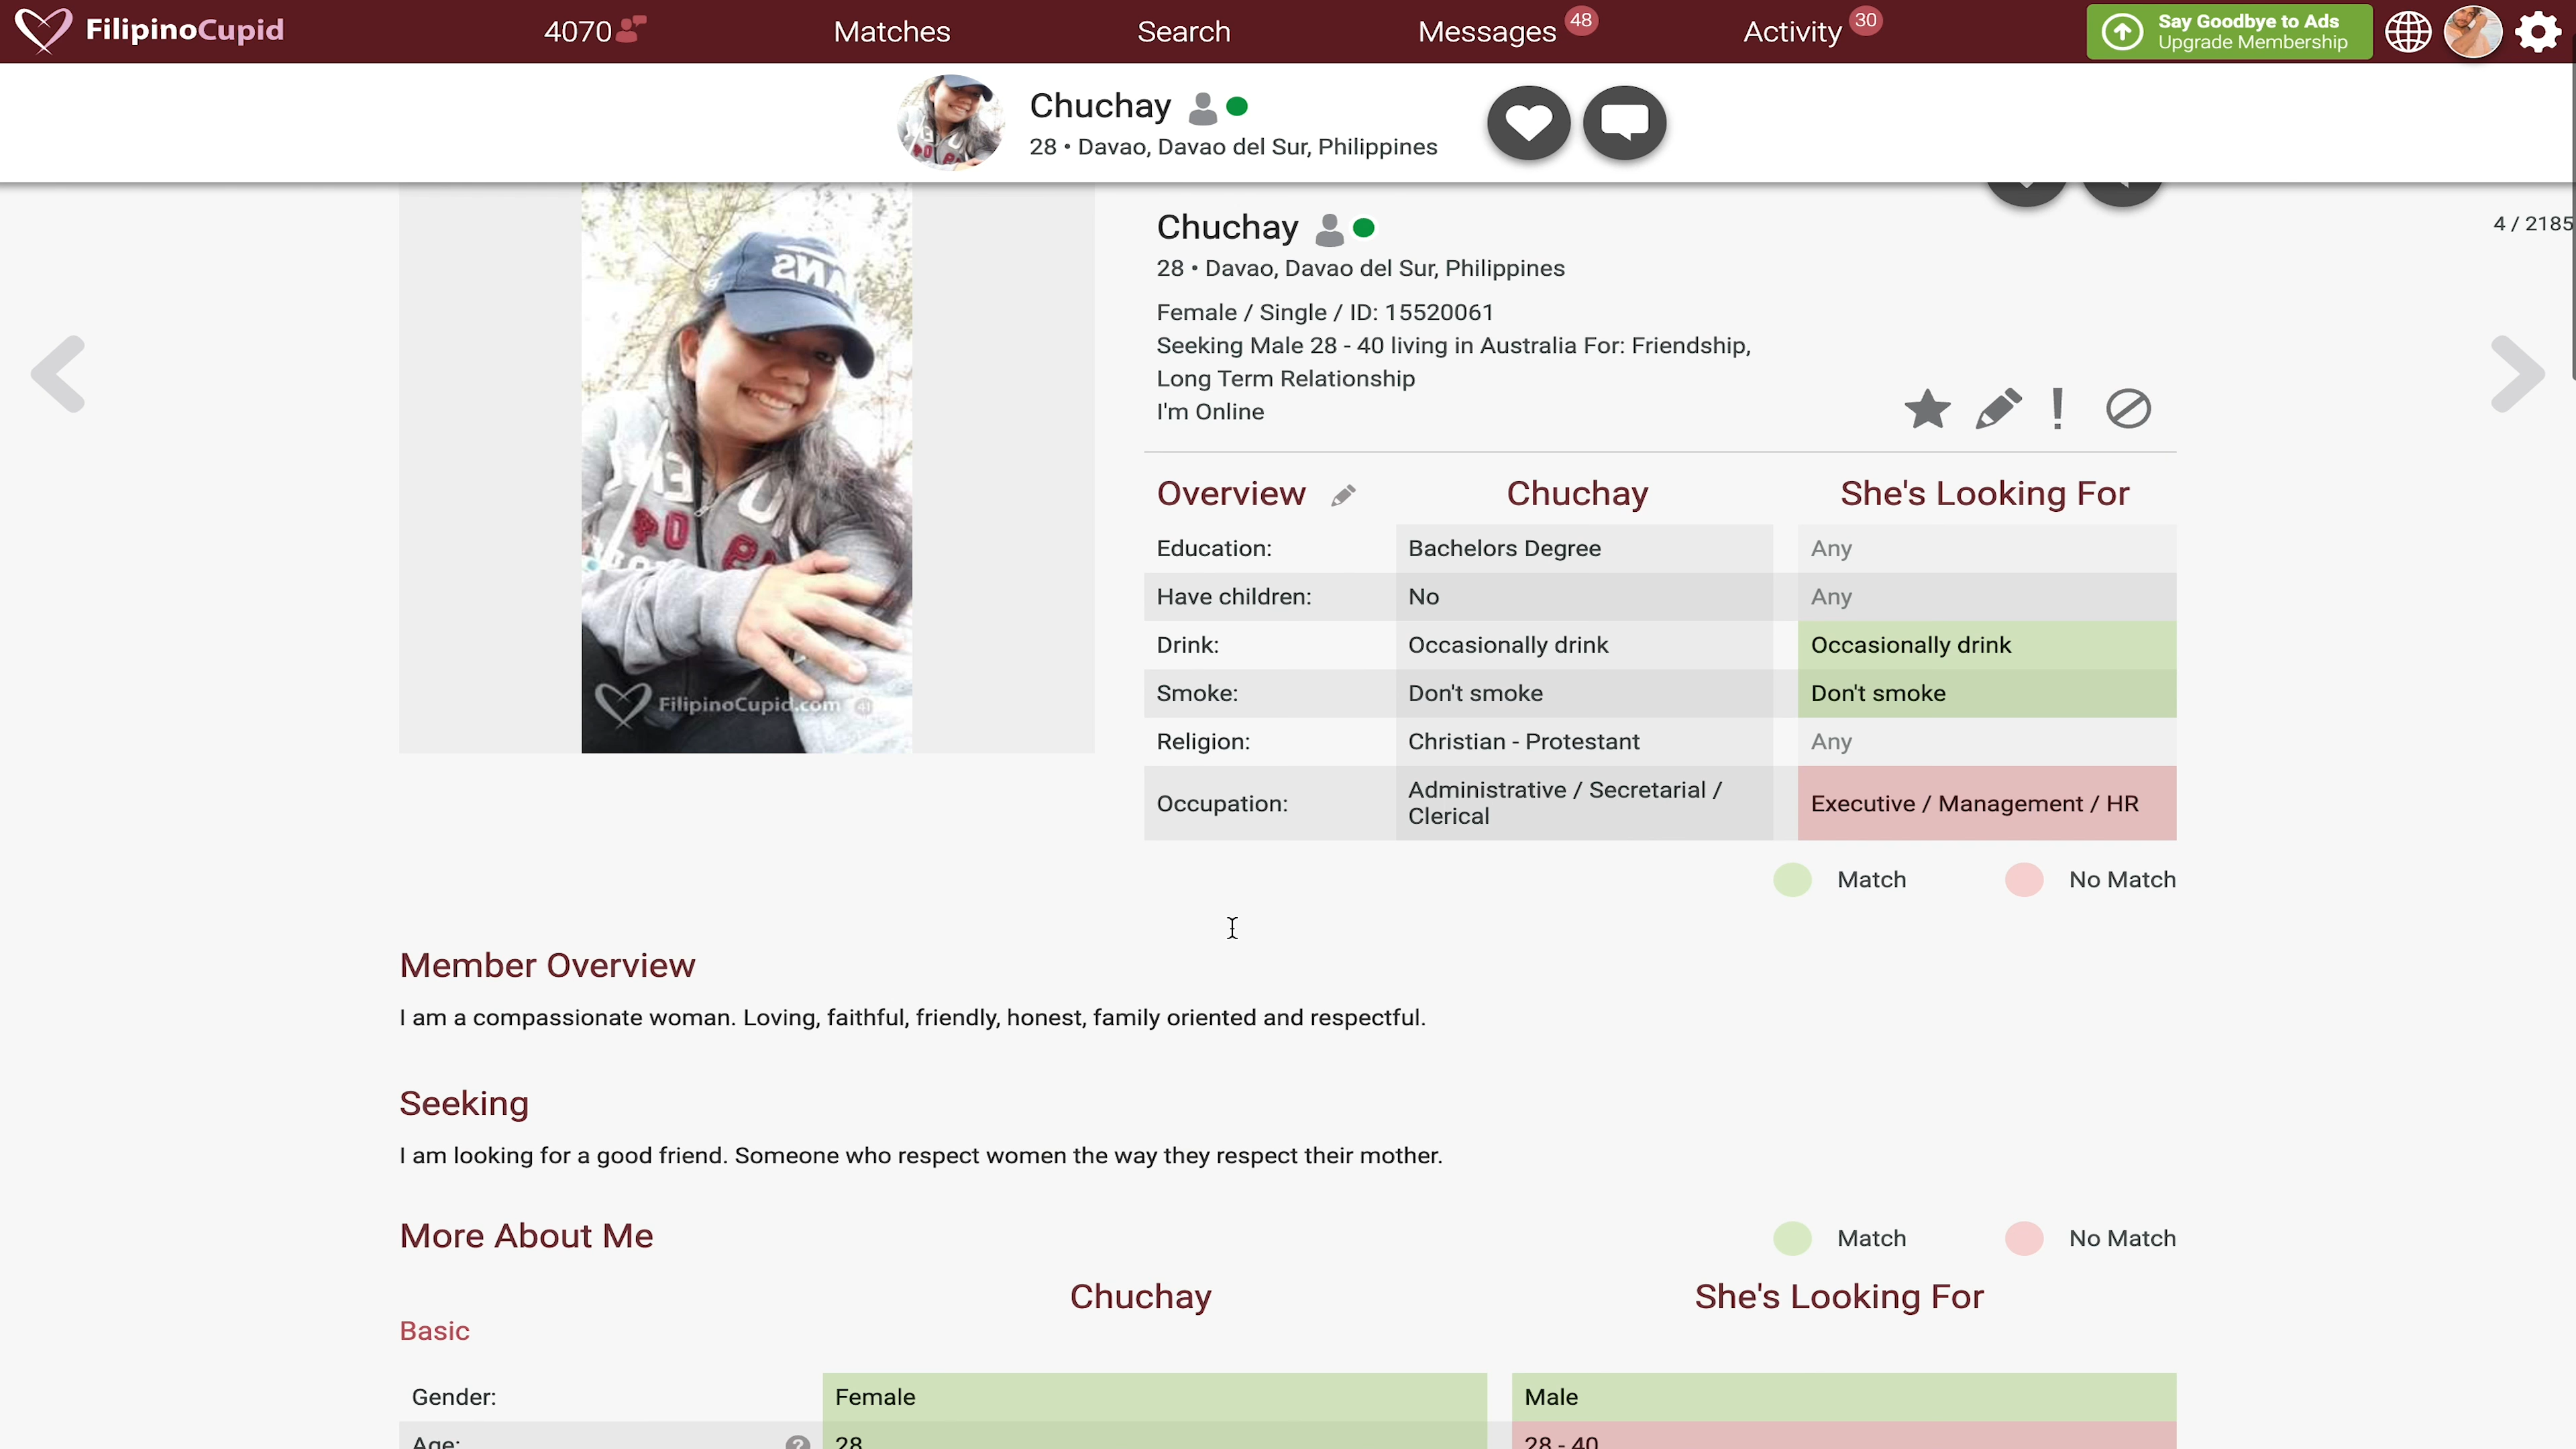 FilipinoCupid
4070
Matches
Search
Messages 48
Activity 30
Say Goodbye to Ads
Upgrade Membership
Chuchay
28 • Davao, Davao del Sur, Philippines
4 / 2185
Chuchay
28 • Davao, Davao del Sur, Philippines
Female / Single / ID: 15520061
Seeking Male 28 - 40 living in Australia For: Friendship,
Long Term Relationship
I'm Online
Overview Chuchay She's Looking For
Education: Bachelors Degree Any
Have children: No Any
Drink: Occasionally drink Occasionally drink
Smoke: Don't smoke Don't smoke
Religion: Christian - Protestant Any
Occupation: Administrative / Secretarial / Clerical Executive / Management / HR
Match No Match
FilipinoCupid.com
Member Overview
I am a compassionate woman. Loving, faithful, friendly, honest, family oriented and respectful.
Seeking
I am looking for a good friend. Someone who respect women the way they respect their mother.
More About Me
Match No Match
Chuchay She's Looking For
Basic
Gender: Female Male
Age: ? 28 28 - 40